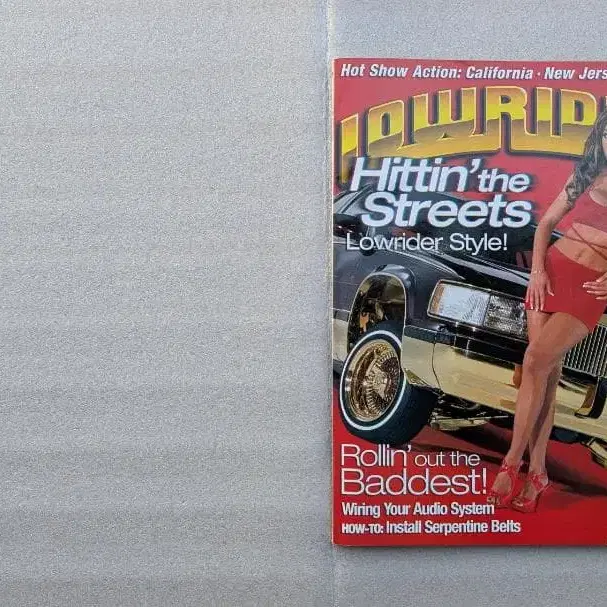 Hot Show Action: California · New Jers
LOWRID
Hittin' the
Streets
Lowrider Style!
Rollin' out the
Baddest!
Wiring Your Audio System
HOW-TO: Install Serpentine Belts